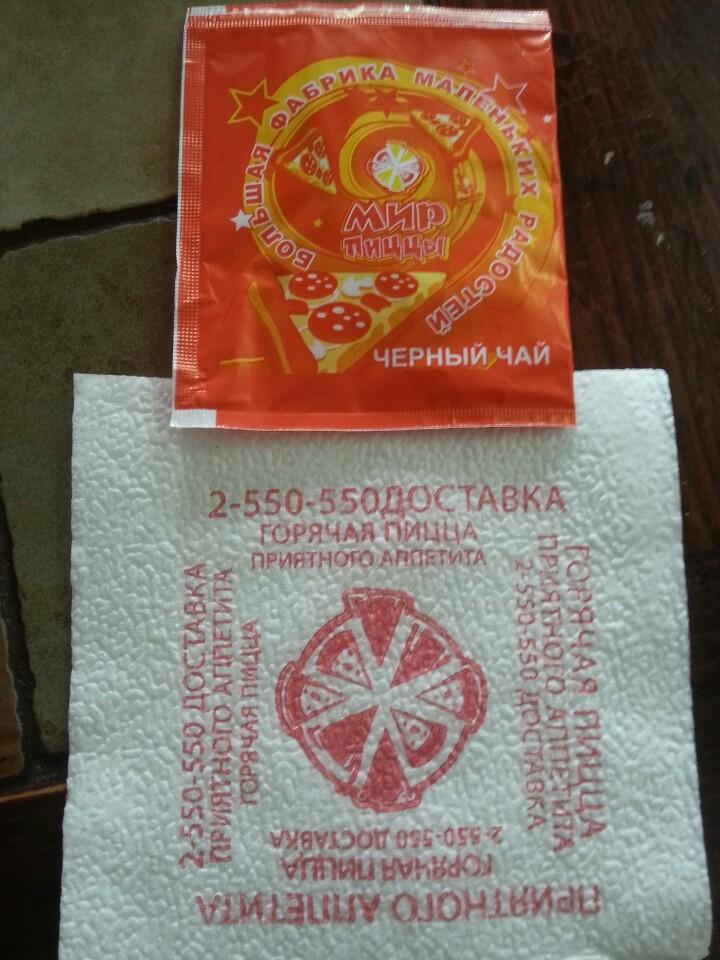 БОЛЬШАЯ ФАБРИКА МАЛЕНЬКИХ РАДОСТЕЙ
МИР
ПИЦЦЫ
ЧЕРНЫЙ ЧАЙ
2-550-550ДОСТАВКА
ГОРЯЧАЯ ПИЦЦА
ПРИЯТНОГО АППЕТИТА
2-550-550 ДОСТАВКА
ПРИЯТНОГО АППЕТИТА
ГОРЯЧАЯ ПИЦЦА
ГОРЯЧАЯ ПИЦЦА
ПРИЯТНОГО АППЕТИТА
2-550-550 ДОСТАВКА
ПРИЯТНОГО АППЕТИТА
ГОРЯЧАЯ ПИЦЦА
2-550-550 ДОСТАВКА